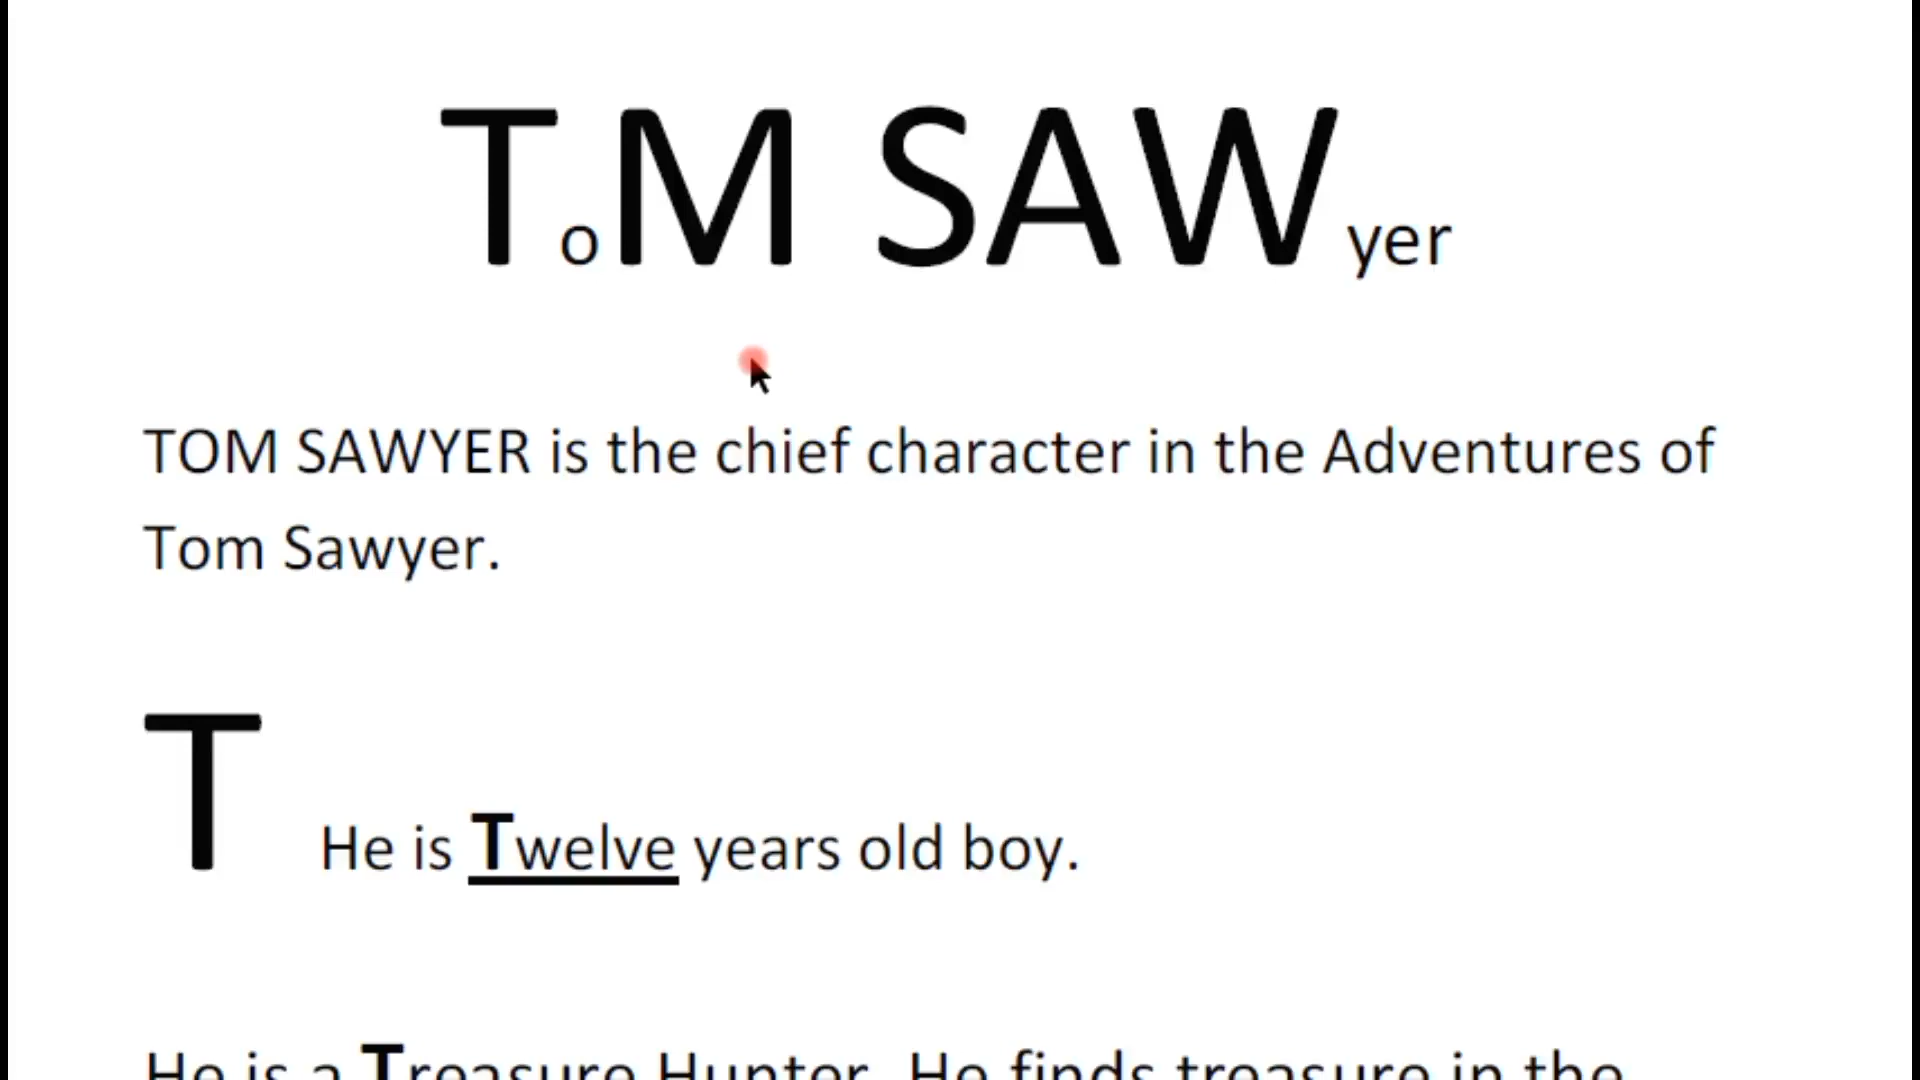 ToM SAWyer
TOM SAWYER is the chief character in the Adventures of
Tom Sawyer.
T He is Twelve years old boy.
He is a Treasure Hunter. He finds treasure in the